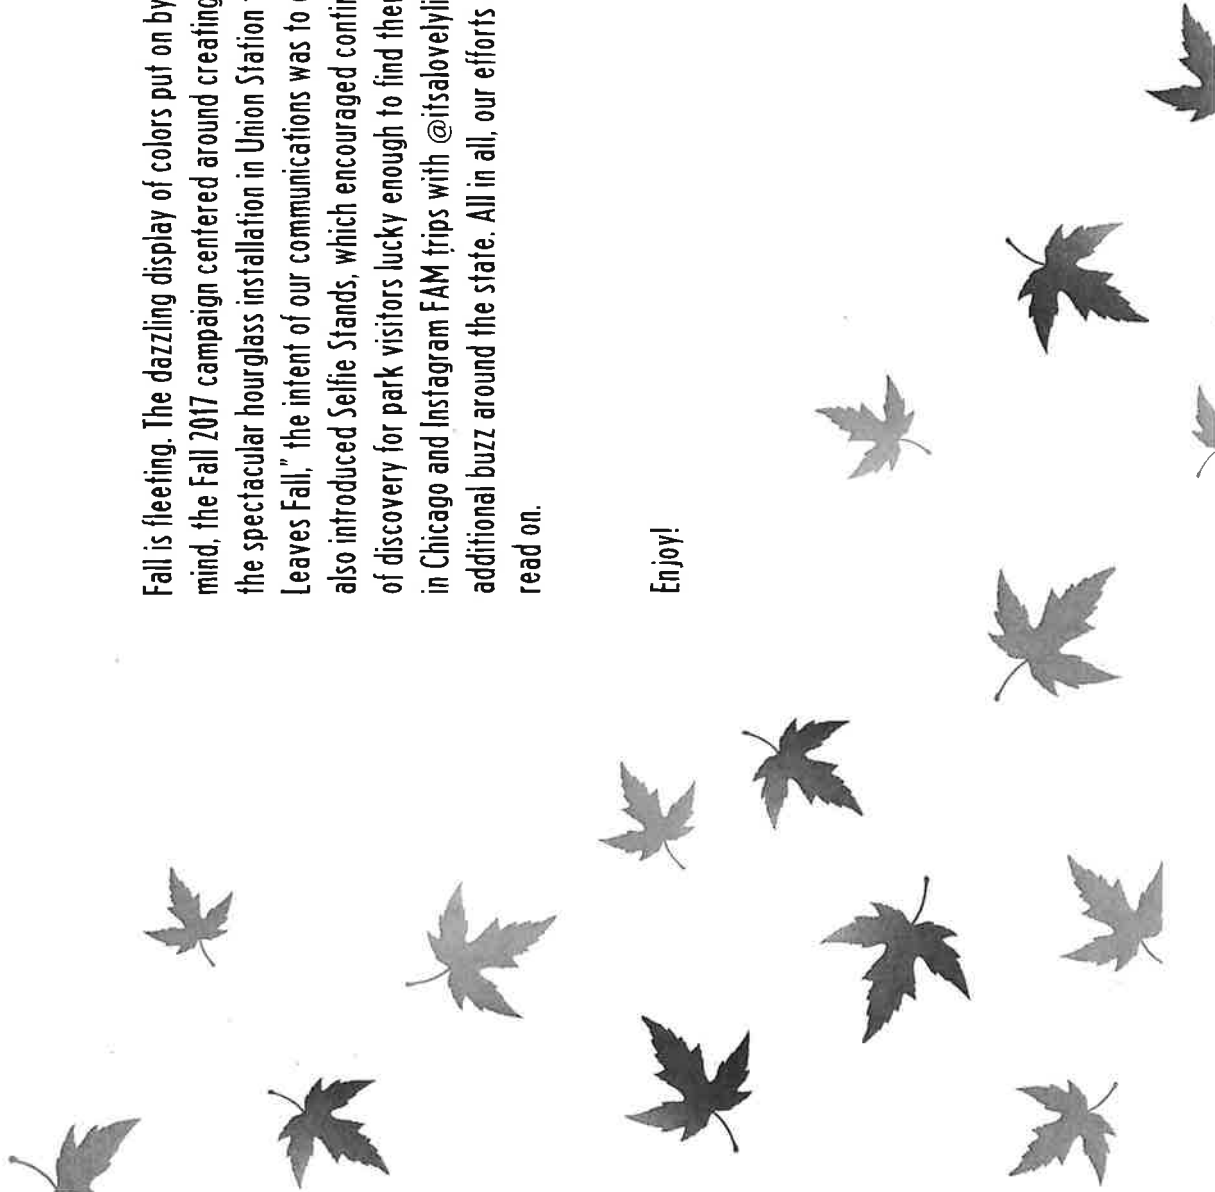 Fall is fleeting. The dazzling display of colors put on by
mind, the Fall 2017 campaign centered around creating
the spectacular hourglass installation in Union Station
Leaves Fall," the intent of our communications was to
also introduced Selfie Stands, which encouraged contin
of discovery for park visitors lucky enough to find the
in Chicago and Instagram FAM trips with @itsalovelyli
additional buzz around the state. All in all, our efforts
read on.
Enjoy!